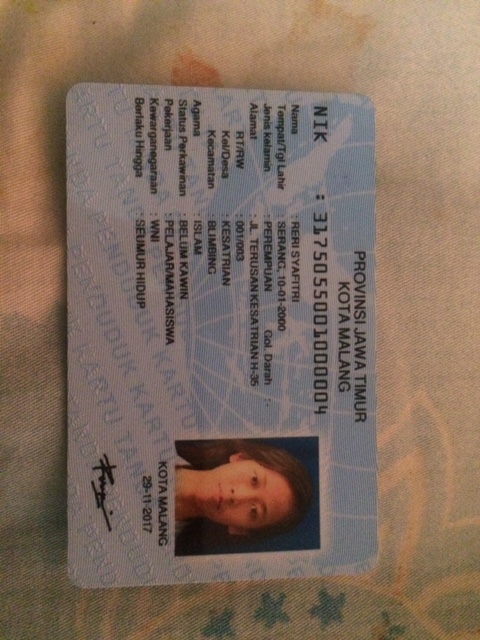 PROVINSI JAWA TIMUR
KOTA MALANG
NIK : 3175055001000004
Nama : RERI SYAFITRI
Tempat/Tgl Lahir : SERANG, 10-01-2000
Jenis kelamin : PEREMPUAN Gol. Darah : -
Alamat : JL. TERUSAN KESATRIAN H-35
RT/RW : 001/003
Kel/Desa : KESATRIAN
Kecamatan : BLIMBING
Agama : ISLAM
Status Perkawinan : BELUM KAWIN
Pekerjaan : PELAJAR/MAHASISWA
Kewarganegaraan : WNI
Berlaku Hingga : SEUMUR HIDUP
KOTA MALANG
29-11-2017